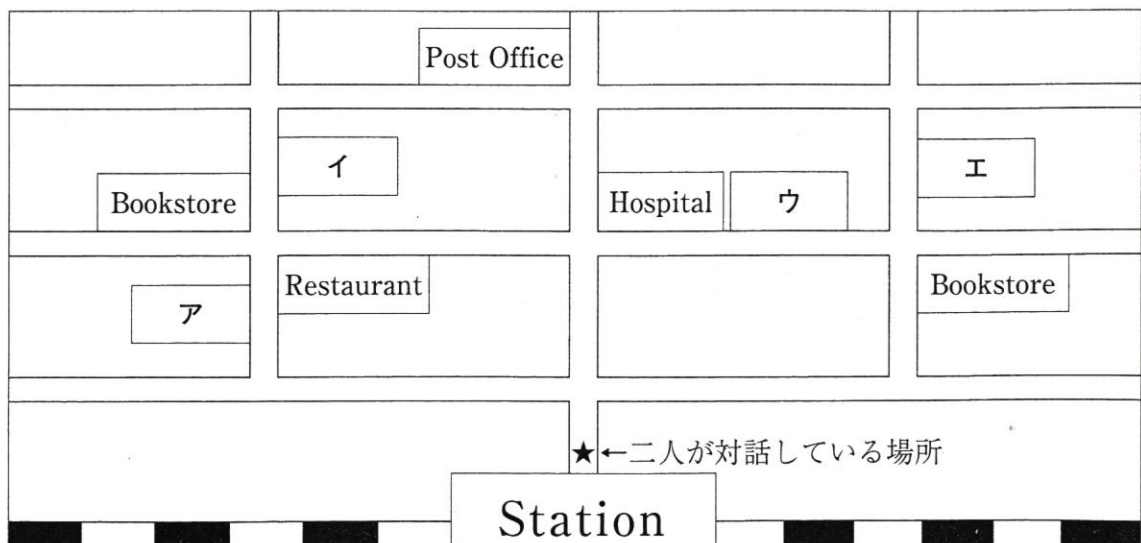 Post Office
イ
エ
Bookstore
Hospital
ウ
Restaurant
Bookstore
ア
★←二人が対話している場所
Station